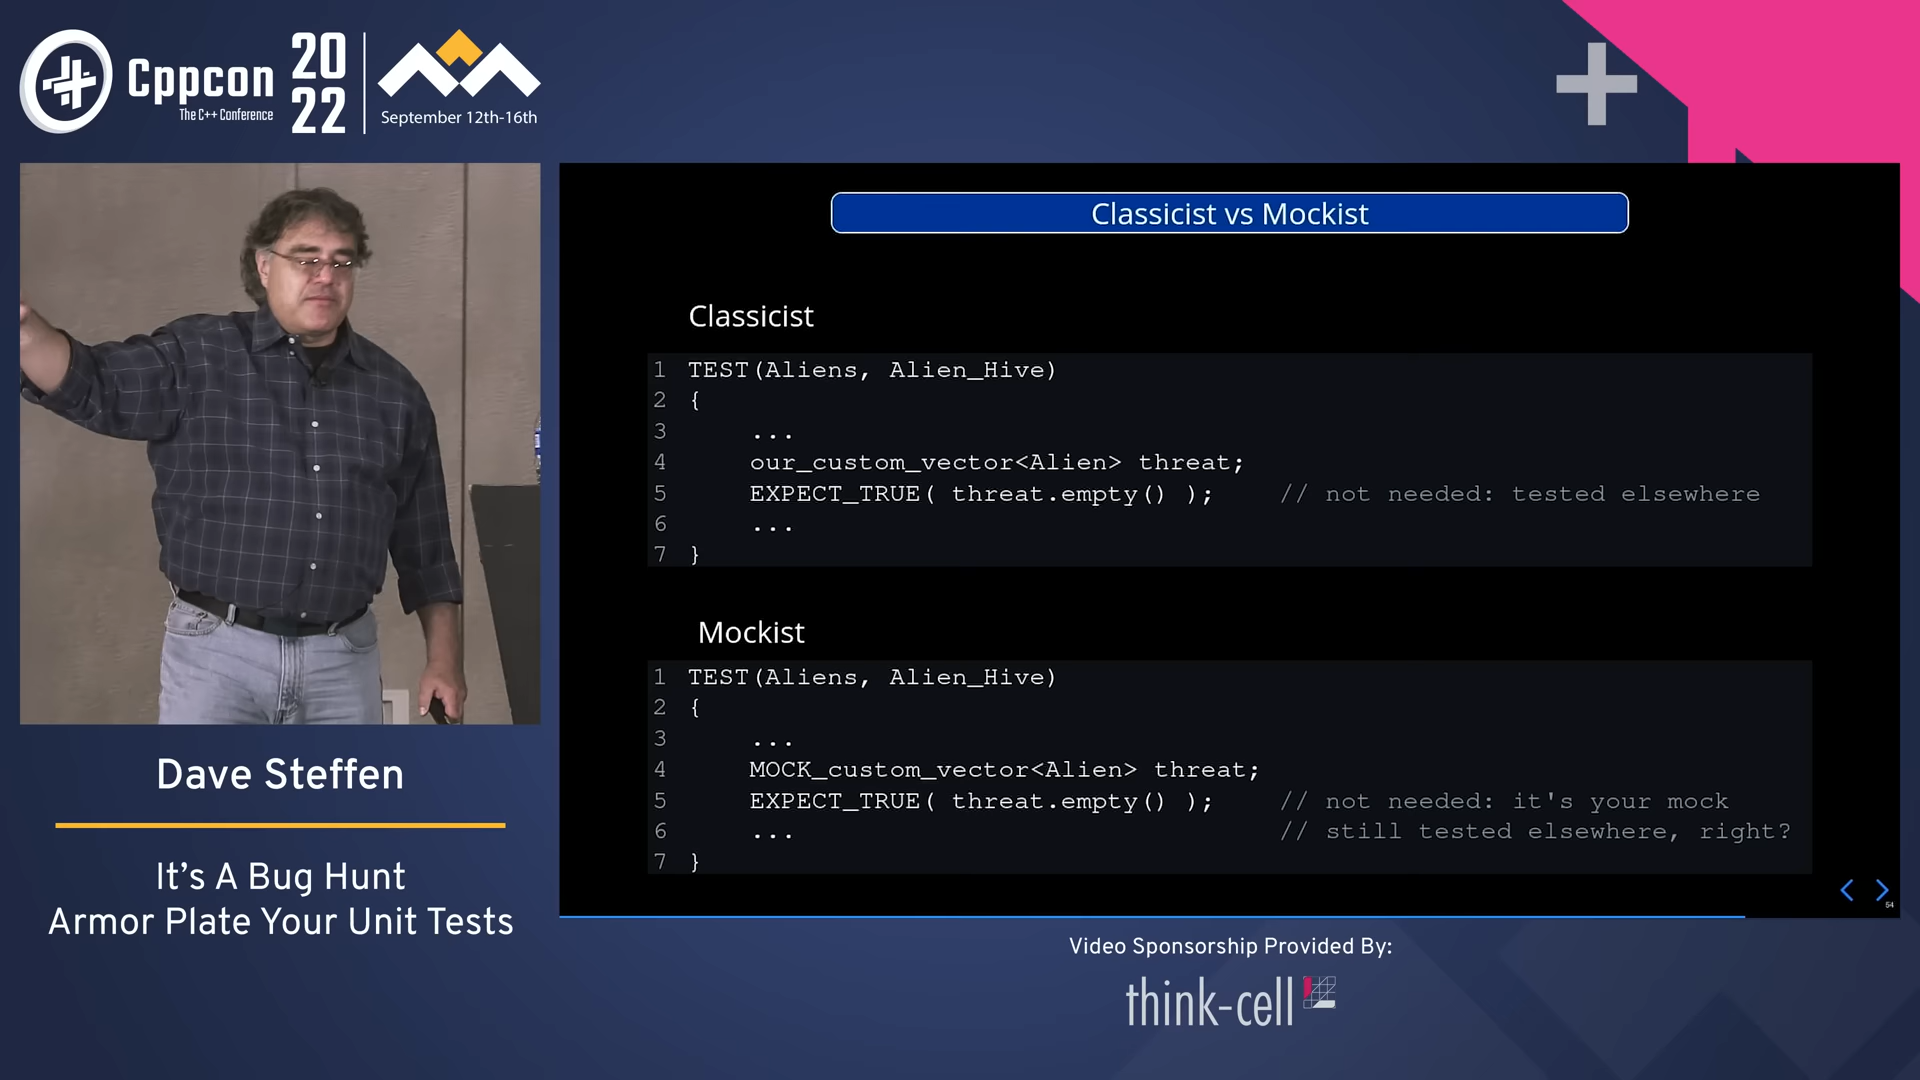 Cppcon
The C++ Conference
20
22
September 12th-16th
Classicist vs Mockist
Classicist
1 TEST(Aliens, Alien_Hive)
2 {
3 ...
4 our_custom_vector<Alien> threat;
5 EXPECT_TRUE( threat.empty() ); // not needed: tested elsewhere
6 ...
7 }
Mockist
1 TEST(Aliens, Alien_Hive)
2 {
3 ...
4 MOCK_custom_vector<Alien> threat;
5 EXPECT_TRUE( threat.empty() ); // not needed: it's your mock
6 ... // still tested elsewhere, right?
7 }
54
Dave Steffen
It's A Bug Hunt
Armor Plate Your Unit Tests
Video Sponsorship Provided By:
think-cell